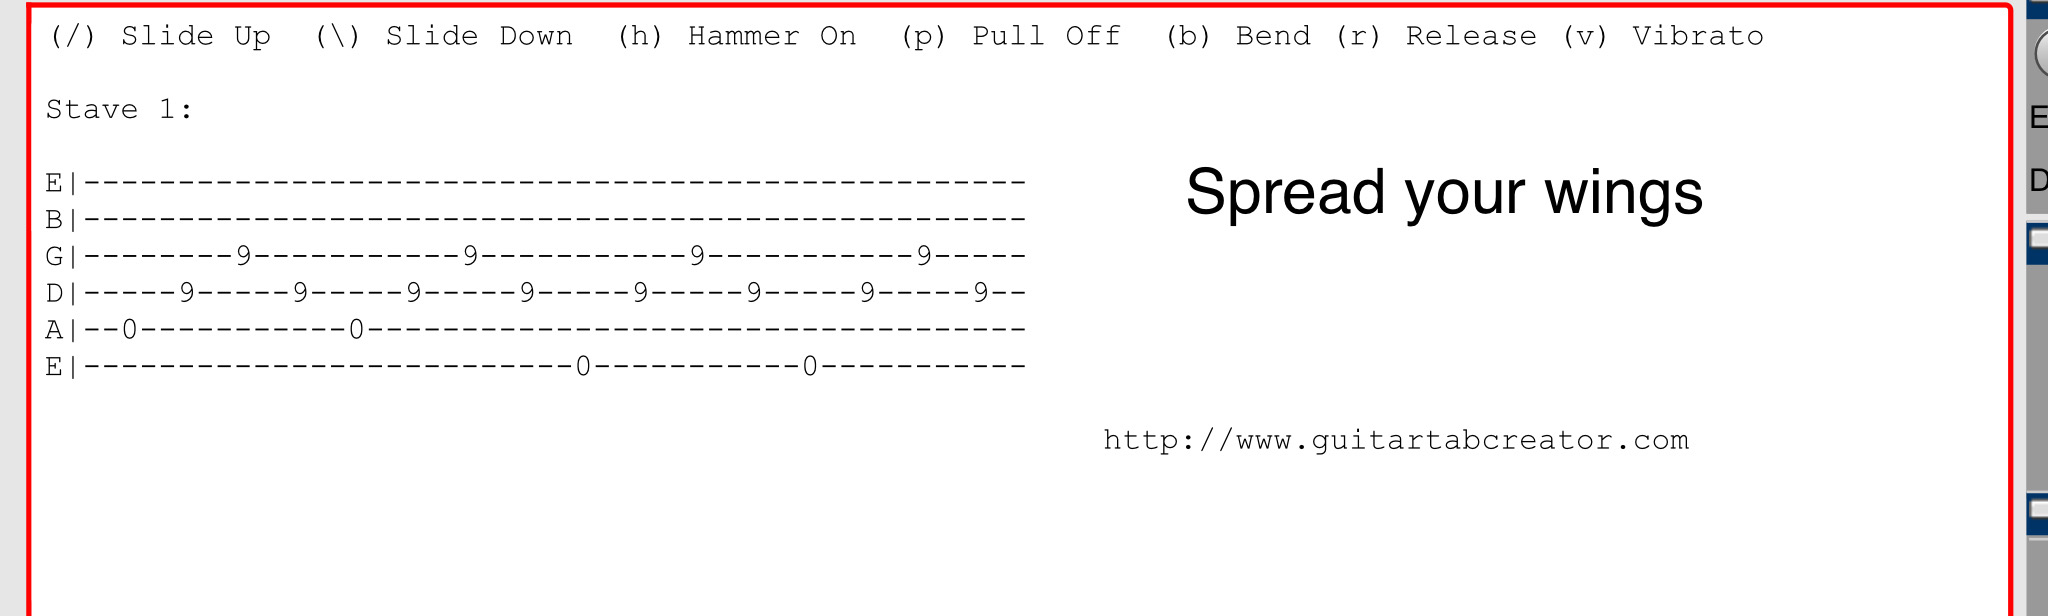 (/) Slide Up  (\) Slide Down  (h) Hammer On  (p) Pull Off  (b) Bend (r) Release (v) Vibrato
Stave 1:
Spread your wings
E|--------------------------------------------------
B|--------------------------------------------------
G|--------9-----------9-----------9-----------9-----
D|-----9-----9-----9-----9-----9-----9-----9-----9--
A|--0-----------0-----------------------------------
E|--------------------------0-----------0-----------
http://www.guitartabcreator.com